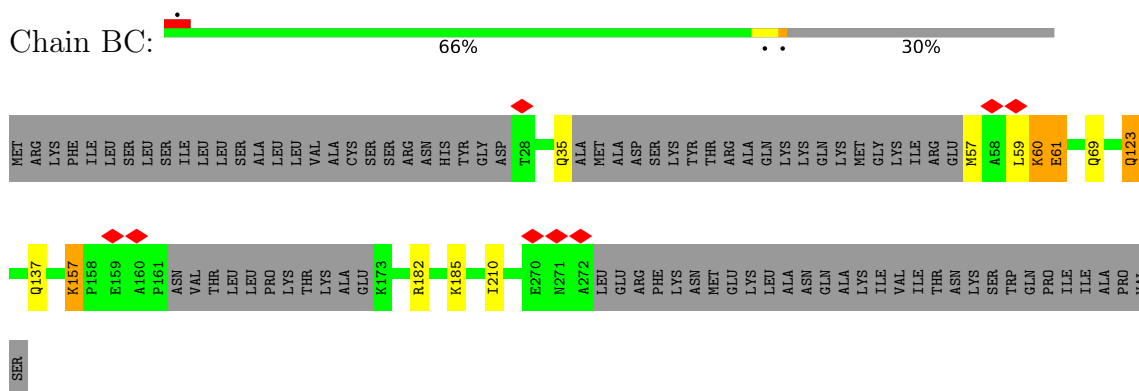 Chain BC: 66% • • 30%
MET ARG LYS PHE ILE LEU SER LEU SER ILE LEU LEU SER ALA LEU LEU VAL ALA CYS SER SER ARG ASN HIS TYR GLY ASP T28 Q35 ALA MET ALA ASP SER LYS TYR THR ARG ALA GLN LYS LYS GLN LYS MET GLY LYS ILE ARG GLU M57 A58 L59 K60 E61 Q69 Q123
Q137 K157 P158 E159 A160 P161 ASN VAL THR LEU LEU PRO LYS THR LYS ALA GLU K173 R182 K185 I210 E270 N271 A272 LEU GLU ARG PHE LYS ASN MET GLU LYS LEU ALA ASN GLN ALA LYS ILE VAL ILE THR ASN LYS SER TRP GLN PRO ILE ILE ALA PRO VAL
SER